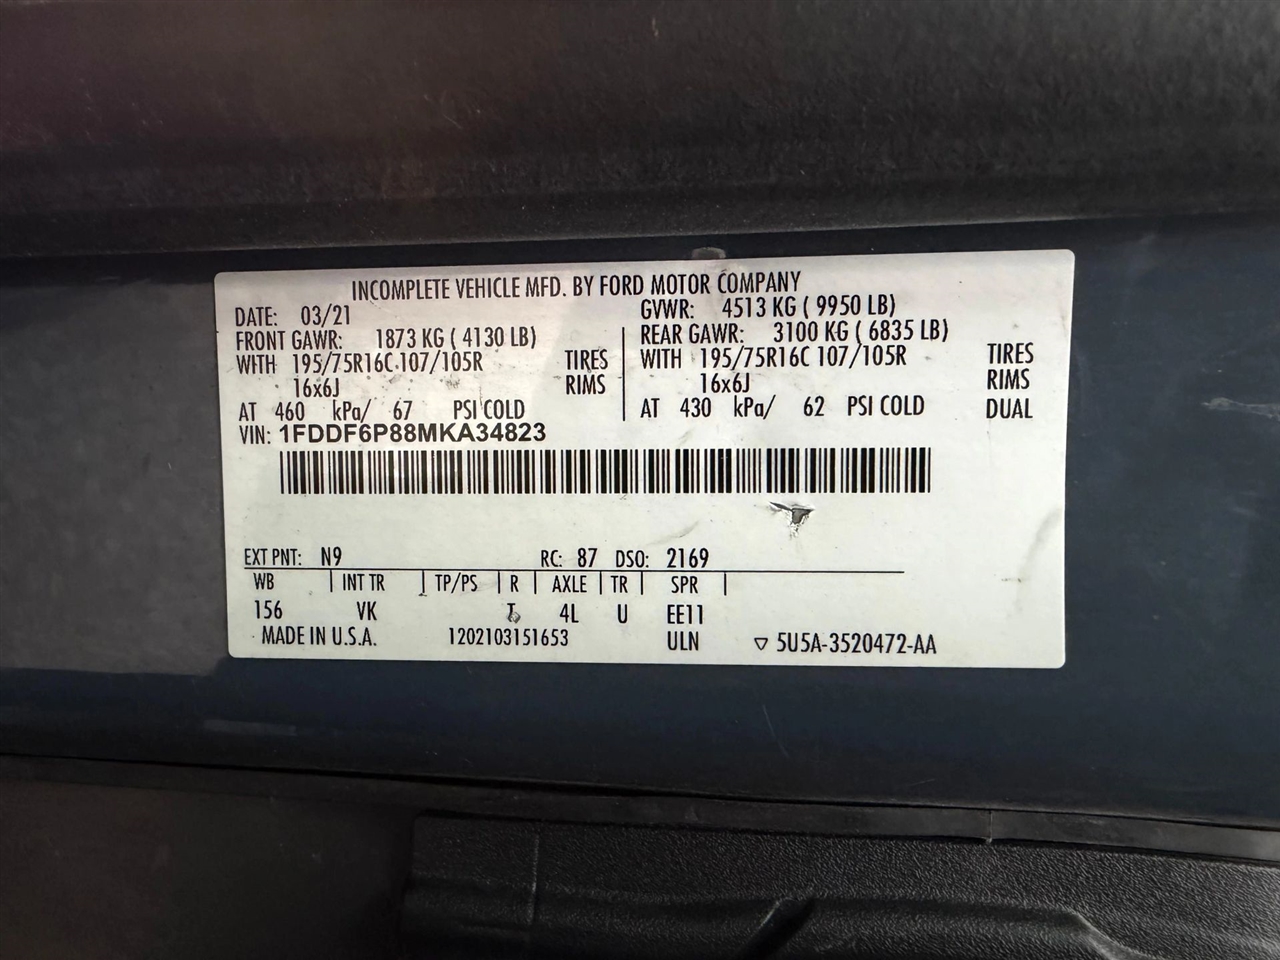 INCOMPLETE VEHICLE MFD. BY FORD MOTOR COMPANY
DATE: 03/21 GVWR: 4513 KG ( 9950 LB)
FRONT GAWR: 1873 KG ( 4130 LB) REAR GAWR: 3100 KG ( 6835 LB)
WITH 195/75R16C 107/105R TIRES WITH 195/75R16C 107/105R TIRES
16x6J RIMS 16x6J RIMS
AT 460 kPa/ 67 PSI COLD AT 430 kPa/ 62 PSI COLD DUAL
VIN: 1FDDF6P88MKA34823
EXT PNT: N9 RC: 87 DSO: 2169
WB | INT TR | TP/PS | R | AXLE | TR | SPR |
156 VK T 4L U EE11
MADE IN U.S.A. 1202103151653 ULN ▽ 5U5A-3520472-AA